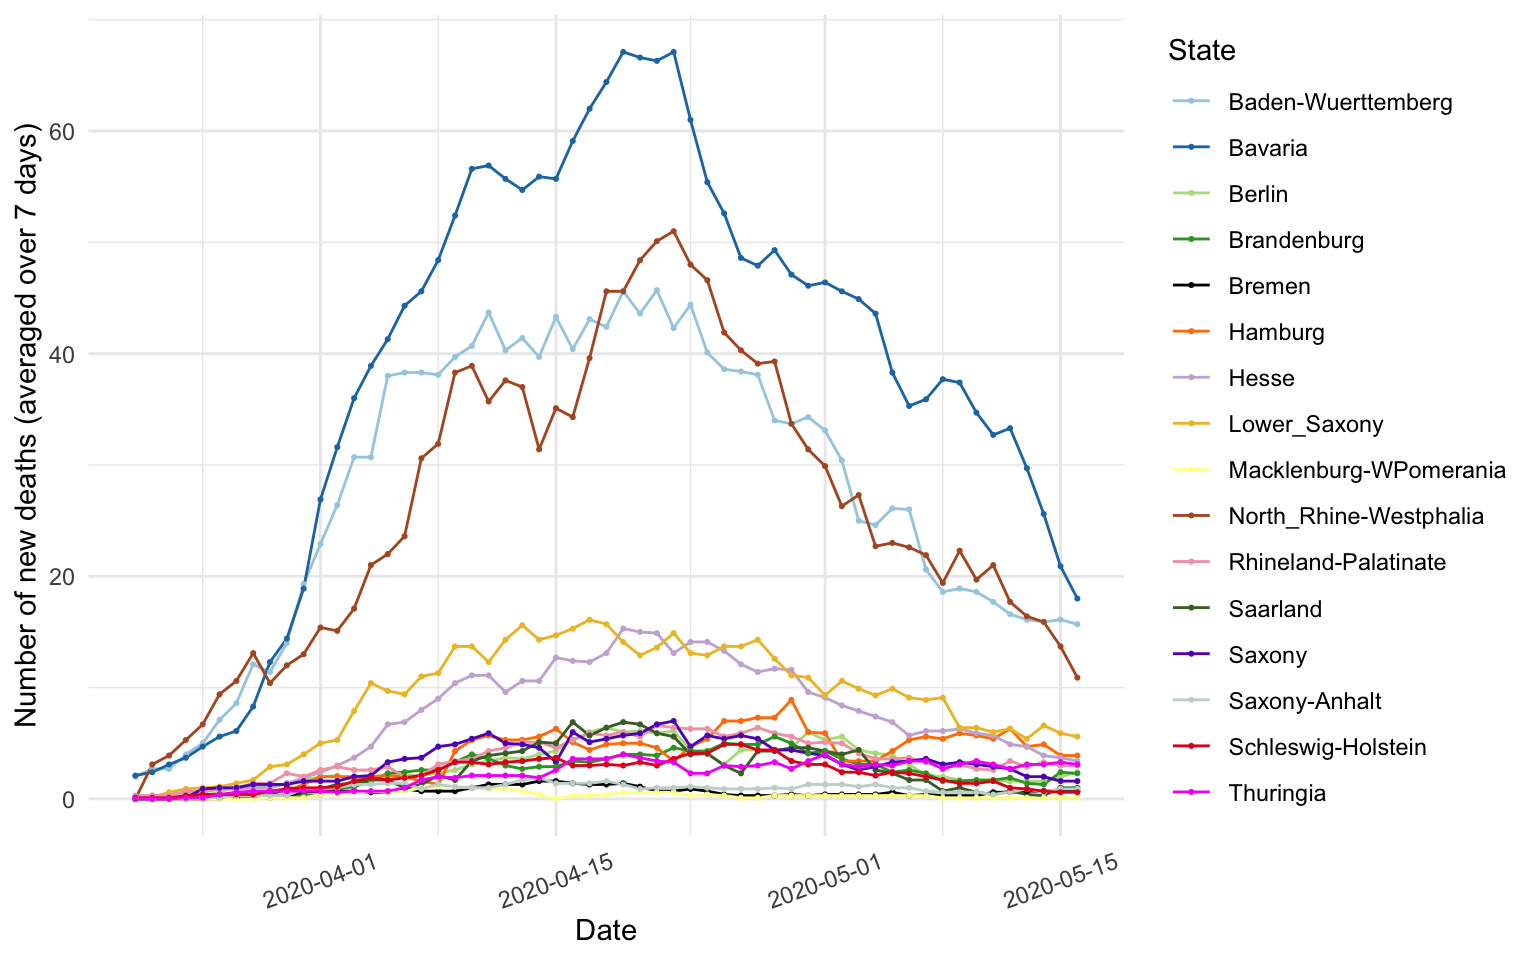 Number of new deaths (averaged over 7 days)
60
40
20
0
2020-04-01
2020-04-15
2020-05-01
2020-05-15
Date
State
Baden-Wuerttemberg
Bavaria
Berlin
Brandenburg
Bremen
Hamburg
Hesse
Lower_Saxony
Macklenburg-WPomerania
North_Rhine-Westphalia
Rhineland-Palatinate
Saarland
Saxony
Saxony-Anhalt
Schleswig-Holstein
Thuringia